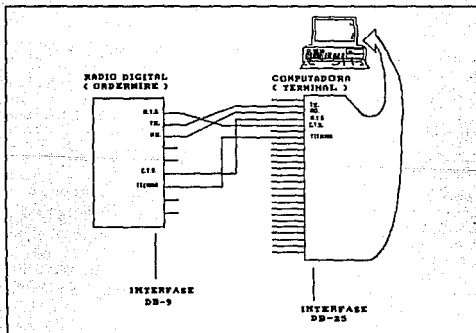 RADIO DIGITAL
( ORDERWIRE )
COMPUTADORA
( TERMINAL )
R.T.S.
TX.
RX.
C.T.S.
TIERRA
TX.
RX.
R.T.S
C.T.S.
TIERRA
INTERFASE
DB-9
INTERFASE
DB-25